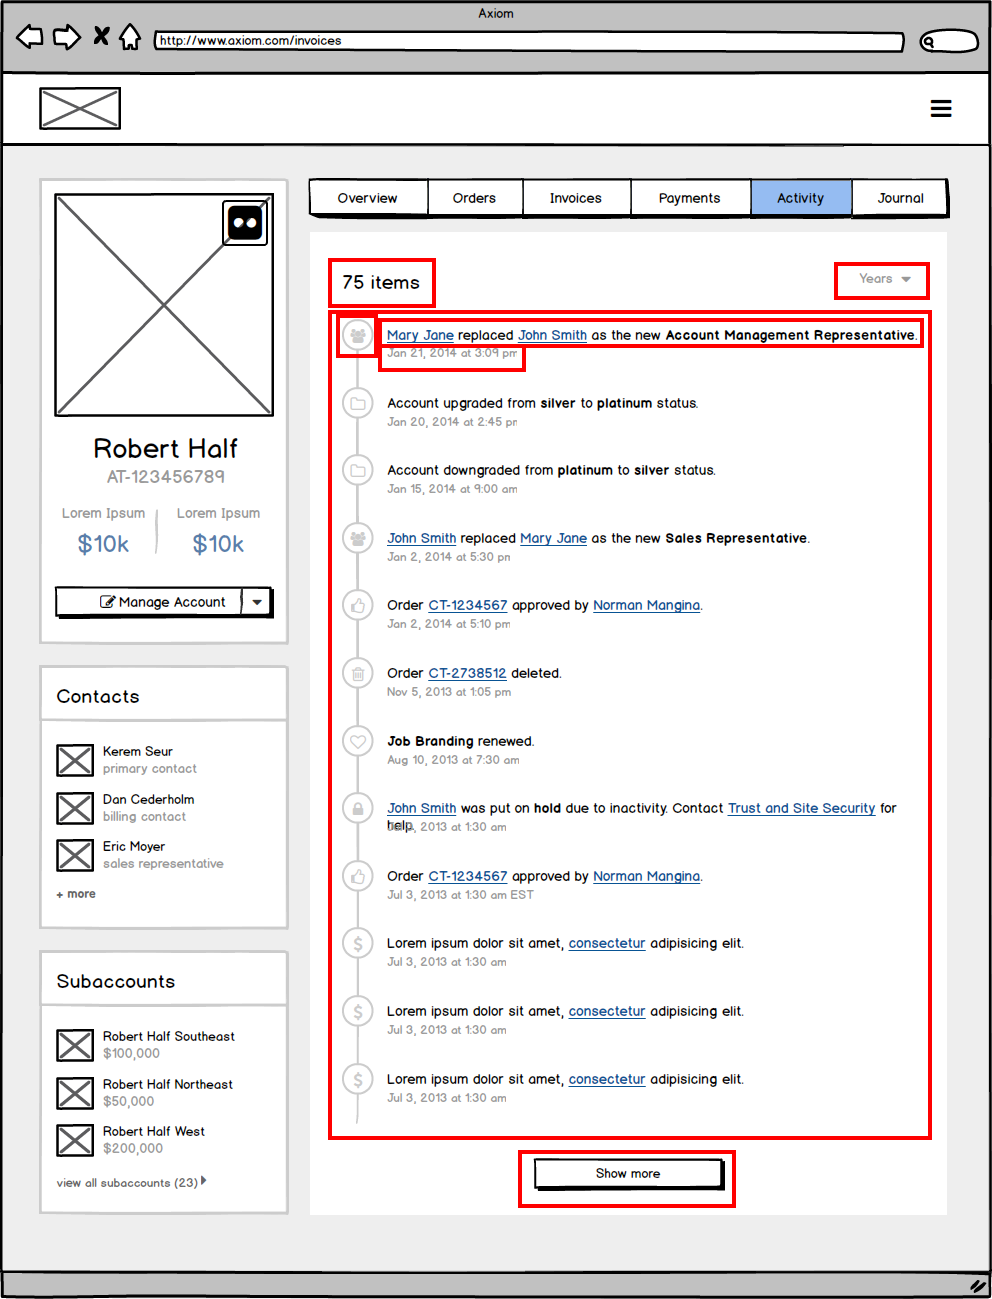 Axiom
http://www.axiom.com/invoices
Overview
Orders
Invoices
Payments
Activity
Journal
75 items
Years
Mary Jane replaced John Smith as the new Account Management Representative.
Jan 21, 2014 at 3:09 pm
Account upgraded from silver to platinum status.
Jan 20, 2014 at 2:45 pm
Account downgraded from platinum to silver status.
Jan 15, 2014 at 9:00 am
John Smith replaced Mary Jane as the new Sales Representative.
Jan 2, 2014 at 5:30 pm
Order CT-1234567 approved by Norman Mangina.
Jan 2, 2014 at 5:10 pm
Order CT-2738512 deleted.
Nov 5, 2013 at 1:05 pm
Job Branding renewed.
Aug 10, 2013 at 7:30 am
John Smith was put on hold due to inactivity. Contact Trust and Site Security for
help.
2013 at 1:30 am
Order CT-1234567 approved by Norman Mangina.
Jul 3, 2013 at 1:30 am EST
Lorem ipsum dolor sit amet, consectetur adipisicing elit.
Jul 3, 2013 at 1:30 am
Lorem ipsum dolor sit amet, consectetur adipisicing elit.
Jul 3, 2013 at 1:30 am
Lorem ipsum dolor sit amet, consectetur adipisicing elit.
Jul 3, 2013 at 1:30 am
Show more
Robert Half
AT-123456789
Lorem Ipsum
$10k
Lorem Ipsum
$10k
Manage Account
Contacts
Kerem Seur
primary contact
Dan Cederholm
billing contact
Eric Moyer
sales representative
+ more
Subaccounts
Robert Half Southeast
$100,000
Robert Half Northeast
$50,000
Robert Half West
$200,000
view all subaccounts (23)